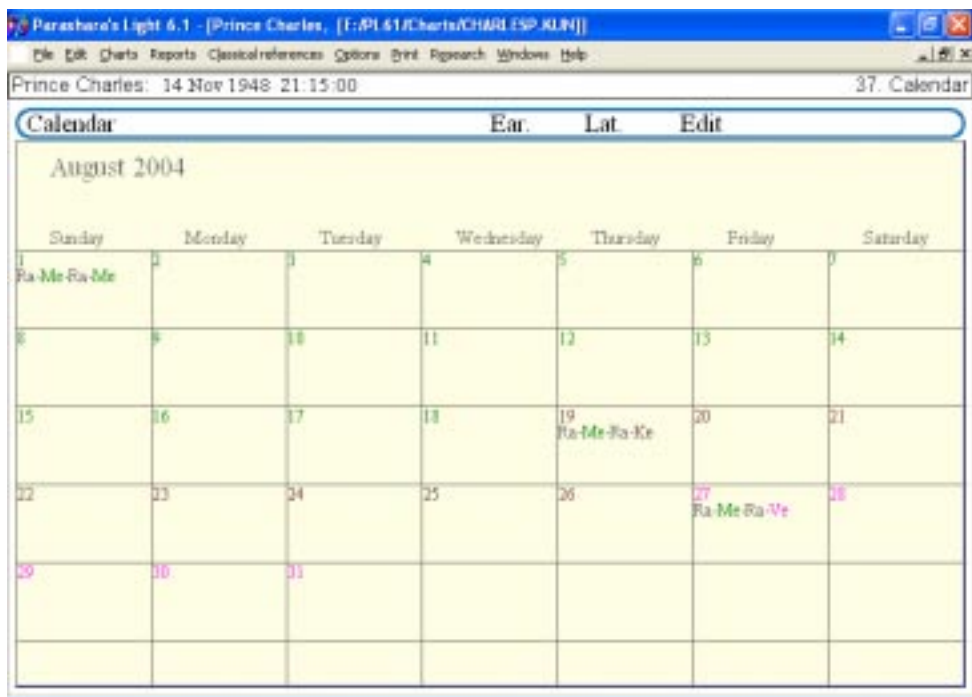 Parashara's Light 6.1 - [Prince Charles, [E:/PL61/Charts/CHARLESP.KUN]]
File Edit Charts Reports Classical references Options Print Research Windows Help
Prince Charles: 14 Nov 1948 21:15:00 37. Calendar
Calendar Ear. Lat. Edit
August 2004
Sunday Monday Tuesday Wednesday Thursday Friday Saturday
1 2 3 4 5 6 7
Ra-Me-Ra-Me
8 9 10 11 12 13 14
15 16 17 18 19 20 21
Ra-Me-Ra-Ke
22 23 24 25 26 27 28
Ra-Me-Ra-Ve
29 30 31